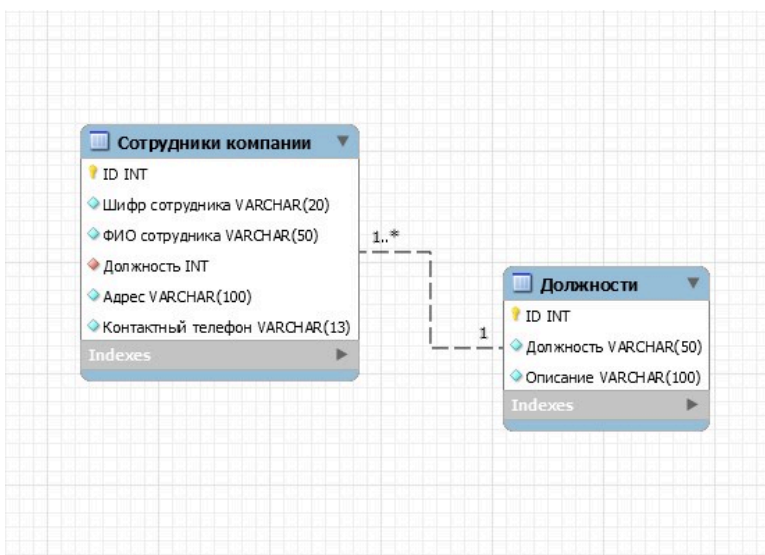 Сотрудники компании
ID INT
Шифр сотрудника VARCHAR(20)
ФИО сотрудника VARCHAR(50)
Должность INT
Адрес VARCHAR(100)
Контактный телефон VARCHAR(13)
Indexes
1..*
1
Должности
ID INT
Должность VARCHAR(50)
Описание VARCHAR(100)
Indexes